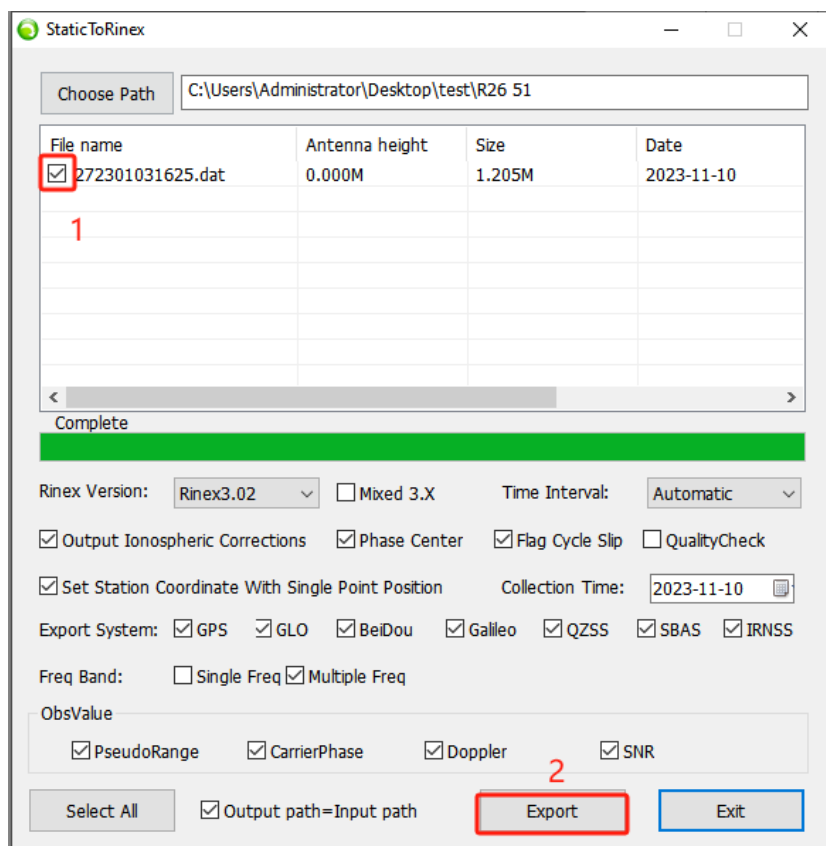 StaticToRinex
Choose Path C:\Users\Administrator\Desktop\test\R26 51
File name Antenna height Size Date
272301031625.dat 0.000M 1.205M 2023-11-10
1
Complete
Rinex Version: Rinex3.02 Mixed 3.X Time Interval: Automatic
Output Ionospheric Corrections Phase Center Flag Cycle Slip QualityCheck
Set Station Coordinate With Single Point Position Collection Time: 2023-11-10
Export System: GPS GLO BeiDou Galileo QZSS SBAS IRNSS
Freq Band: Single Freq Multiple Freq
ObsValue
PseudoRange CarrierPhase Doppler SNR
2
Select All Output path=Input path Export Exit